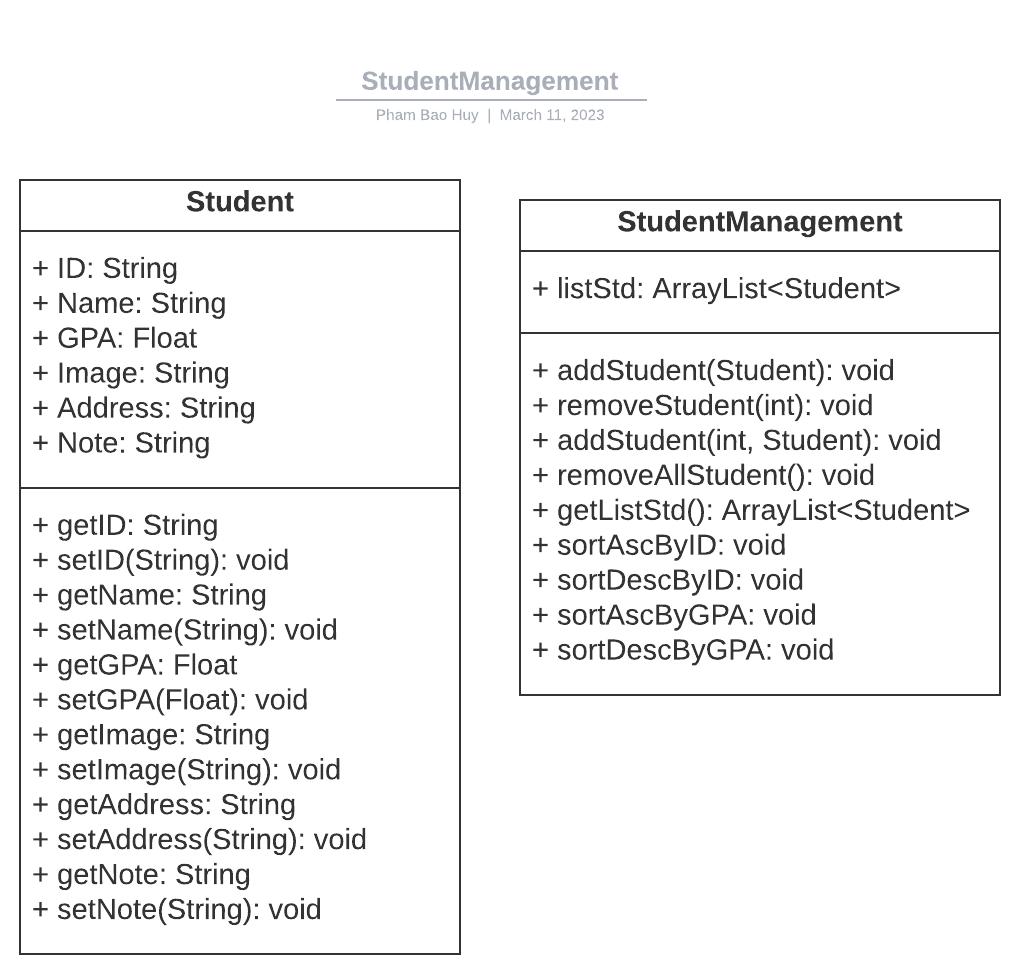 StudentManagement
Pham Bao Huy | March 11, 2023
Student
+ ID: String
+ Name: String
+ GPA: Float
+ Image: String
+ Address: String
+ Note: String
+ getID: String
+ setID(String): void
+ getName: String
+ setName(String): void
+ getGPA: Float
+ setGPA(Float): void
+ getImage: String
+ setImage(String): void
+ getAddress: String
+ setAddress(String): void
+ getNote: String
+ setNote(String): void
StudentManagement
+ listStd: ArrayList<Student>
+ addStudent(Student): void
+ removeStudent(int): void
+ addStudent(int, Student): void
+ removeAllStudent(): void
+ getListStd(): ArrayList<Student>
+ sortAscByID: void
+ sortDescByID: void
+ sortAscByGPA: void
+ sortDescByGPA: void